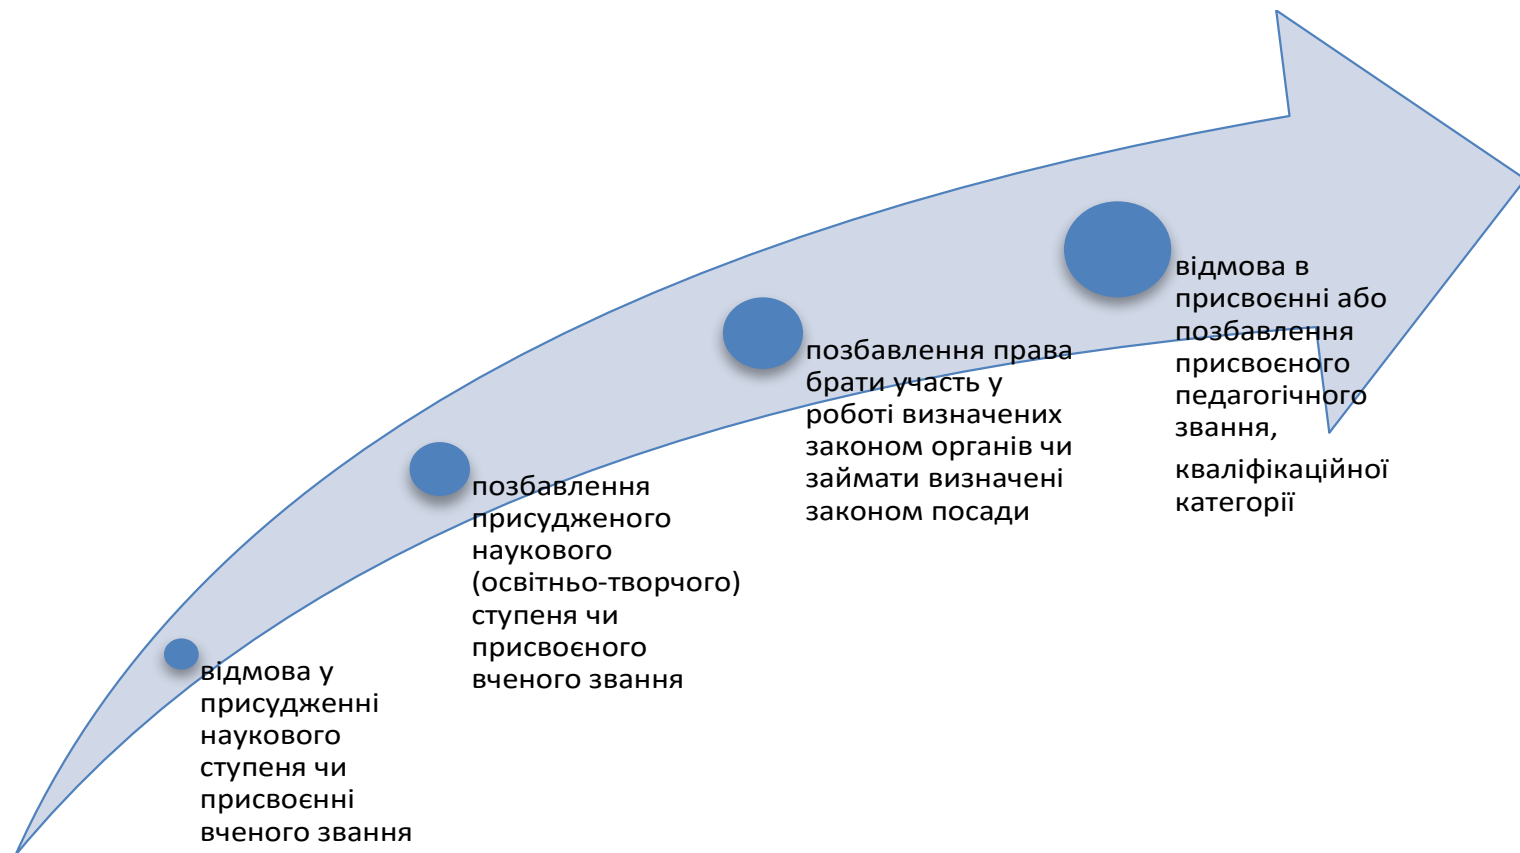 відмова у
присудженні
наукового
ступеня чи
присвоєнні
вченого звання
позбавлення
присудженого
наукового
(освітньо-творчого)
ступеня чи
присвоєного
вченого звання
позбавлення права
брати участь у
роботі визначених
законом органів чи
займати визначені
законом посади
відмова в
присвоєнні або
позбавлення
присвоєного
педагогічного
звання,
кваліфікаційної
категорії